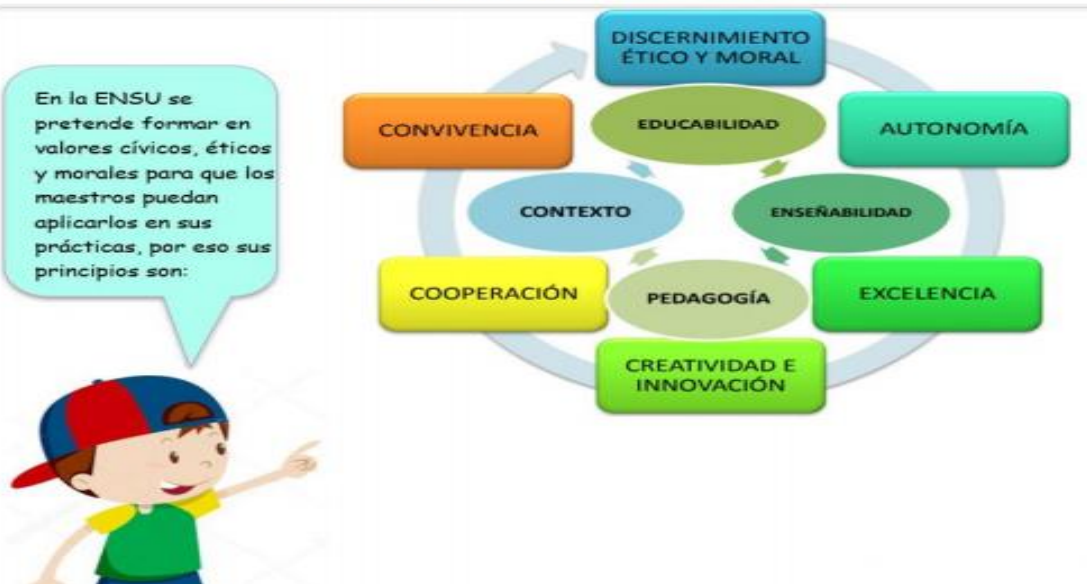 En la ENSU se
pretende formar en
valores cívicos, éticos
y morales para que los
maestros puedan
aplicarlos en sus
prácticas, por eso sus
principios son:
DISCERNIMIENTO
ÉTICO Y MORAL
CONVIVENCIA
EDUCABILIDAD
AUTONOMÍA
CONTEXTO
ENSEÑABILIDAD
COOPERACIÓN
PEDAGOGÍA
EXCELENCIA
CREATIVIDAD E
INNOVACIÓN